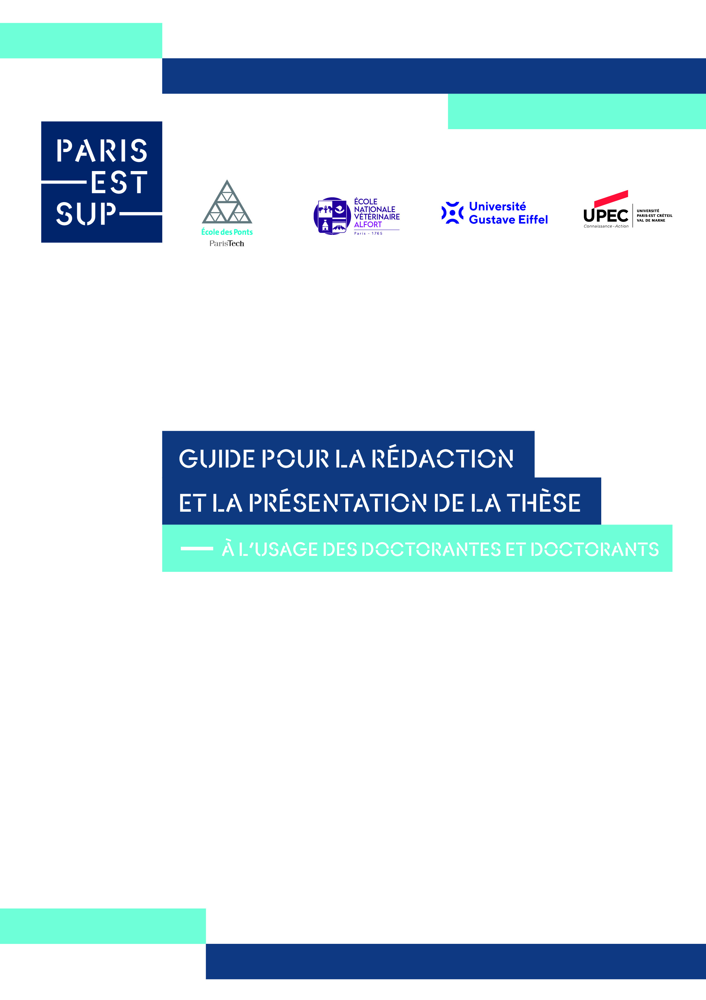 PARIS
EST
SUP
École des Ponts
ParisTech
ÉCOLE
NATIONALE
VÉTÉRINAIRE
ALFORT
Paris - 1765
Université
Gustave Eiffel
UPEC
Connaissance - Action
UNIVERSITÉ
PARIS-EST CRÉTEIL
VAL DE MARNE
GUIDE POUR LA RÉDACTION
ET LA PRÉSENTATION DE LA THÈSE
À L'USAGE DES DOCTORANTES ET DOCTORANTS